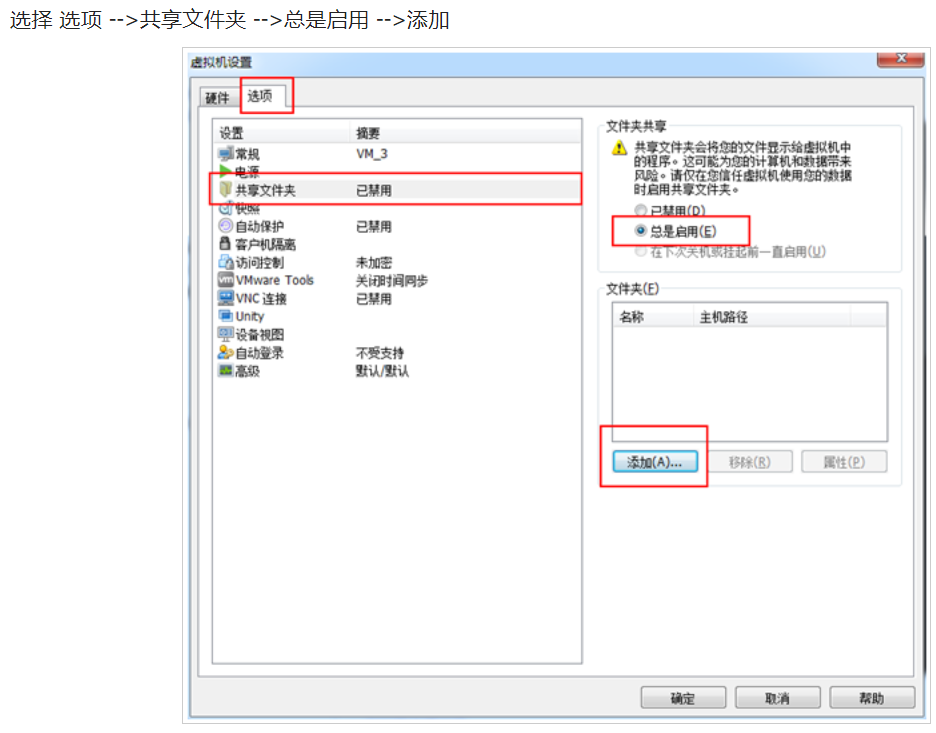 选择 选项 -->共享文件夹 -->总是启用 -->添加
虚拟机设置
硬件 选项
设置 摘要
常规 VM_3
电源
共享文件夹 已禁用
快照
自动保护 已禁用
客户机隔离
访问控制 未加密
VMware Tools 关闭时间同步
VNC 连接 已禁用
Unity
设备视图
自动登录 不受支持
高级 默认/默认
文件夹共享
共享文件夹会将您的文件显示给虚拟机中
的程序。这可能为您的计算机和数据带来
风险。请仅在您信任虚拟机使用您的数据
时启用共享文件夹。
已禁用(D)
总是启用(E)
在下次关机或挂起前一直启用(U)
文件夹(F)
名称 主机路径
添加(A)... 移除(R) 属性(P)
确定 取消 帮助